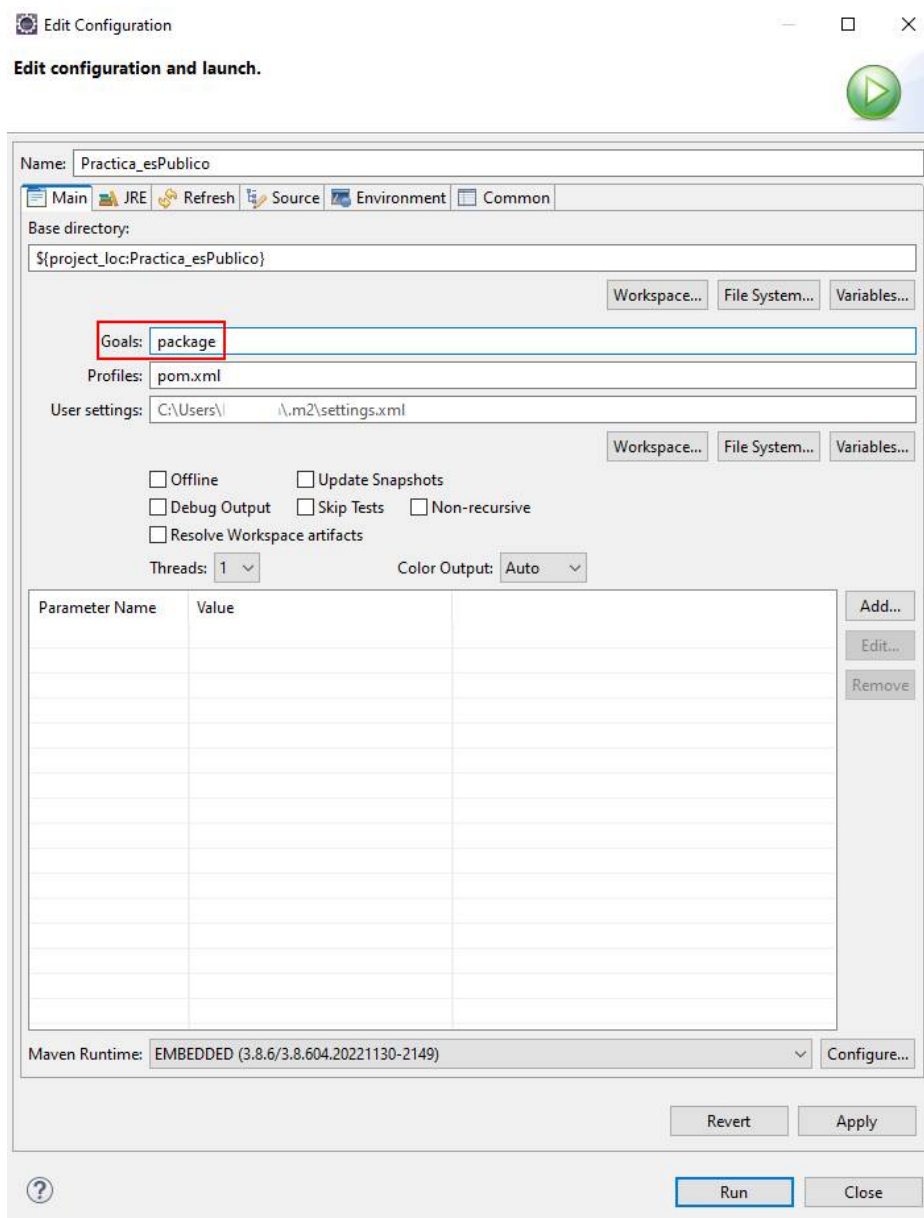 Edit Configuration
Edit configuration and launch.
Name: Practica_esPublico
Main JRE Refresh Source Environment Common
Base directory:
${project_loc:Practica_esPublico}
Workspace... File System... Variables...
Goals: package
Profiles: pom.xml
User settings: C:\Users\ \.m2\settings.xml
Workspace... File System... Variables...
Offline Update Snapshots
Debug Output Skip Tests Non-recursive
Resolve Workspace artifacts
Threads: 1 Color Output: Auto
Parameter Name Value Add...
Edit...
Remove
Maven Runtime: EMBEDDED (3.8.6/3.8.604.20221130-2149) Configure...
Revert Apply
? Run Close